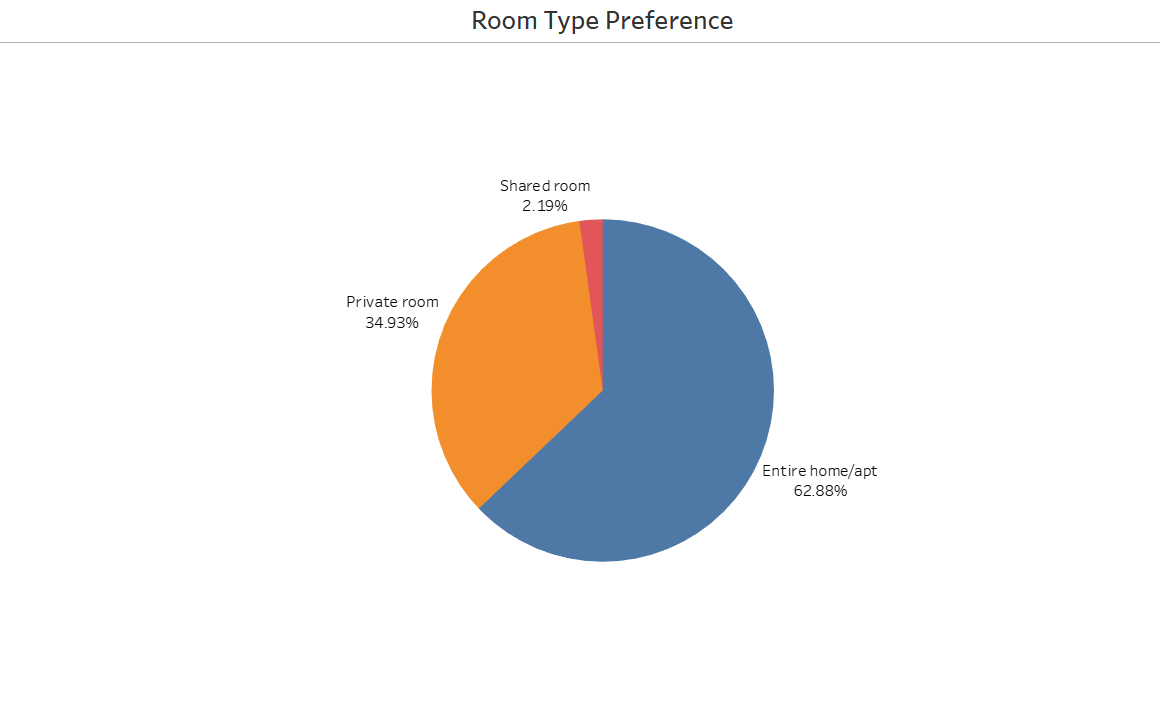 Room Type Preference
Shared room
2.19%
Private room
34.93%
Entire home/apt
62.88%